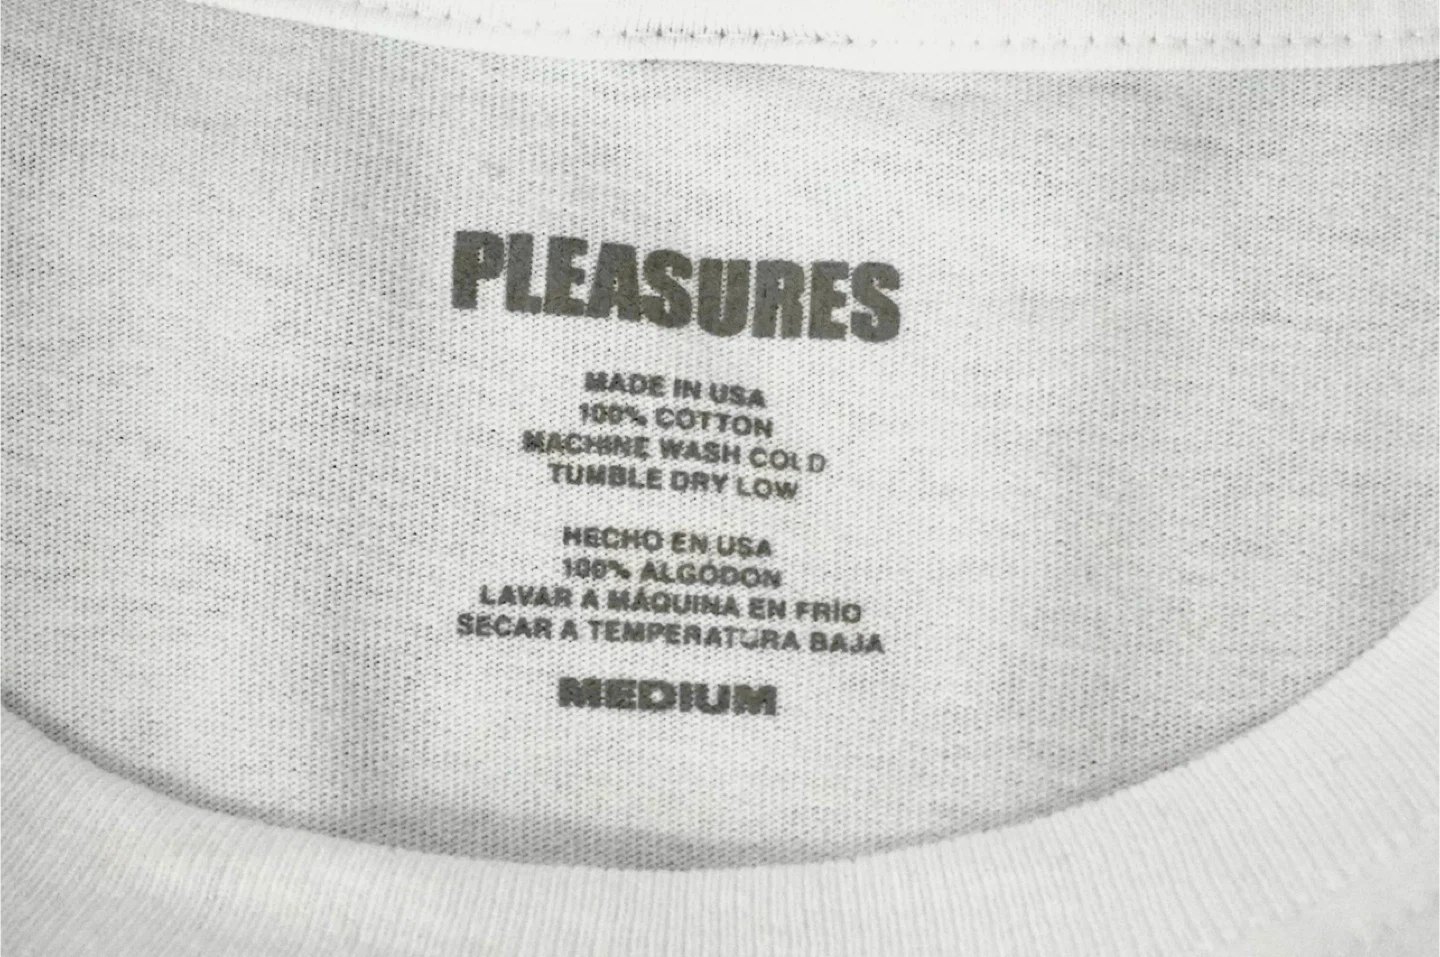 PLEASURES
MADE IN USA
100% COTTON
MACHINE WASH COLD
TUMBLE DRY LOW
HECHO EN USA
100% ALGODON
LAVAR A MÁQUINA EN FRÍO
SECAR A TEMPERATURA BAJA
MEDIUM